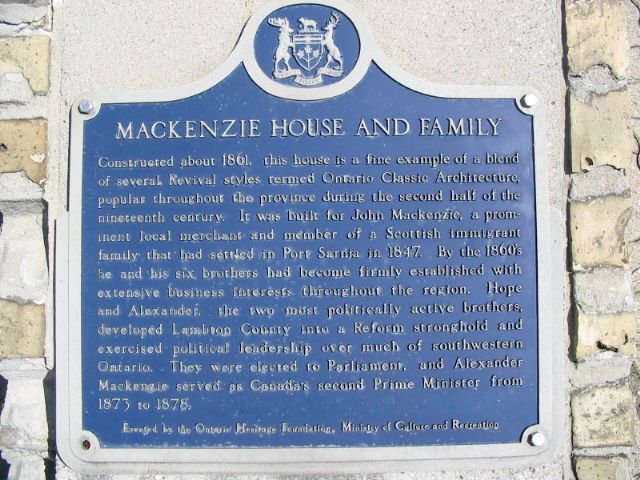 MACKENZIE HOUSE AND FAMILY
Constructed about 1861, this house is a fine example of a blend
of several Revival styles termed Ontario Classic Architecture,
popular throughout the province during the second half of the
nineteenth century. It was built for John Mackenzie, a prom-
inent local merchant and member of a Scottish immigrant
family that had settled in Port Sarnia in 1847. By the 1860's
he and his six brothers had become firmly established with
extensive business interests throughout the region. Hope
and Alexander, the two most politically active brothers,
developed Lambton County into a Reform stronghold and
exercised political leadership over much of southwestern
Ontario. They were elected to Parliament, and Alexander
Mackenzie served as Canada's second Prime Minister from
1873 to 1878.
Erected by the Ontario Heritage Foundation, Ministry of Culture and Recreation